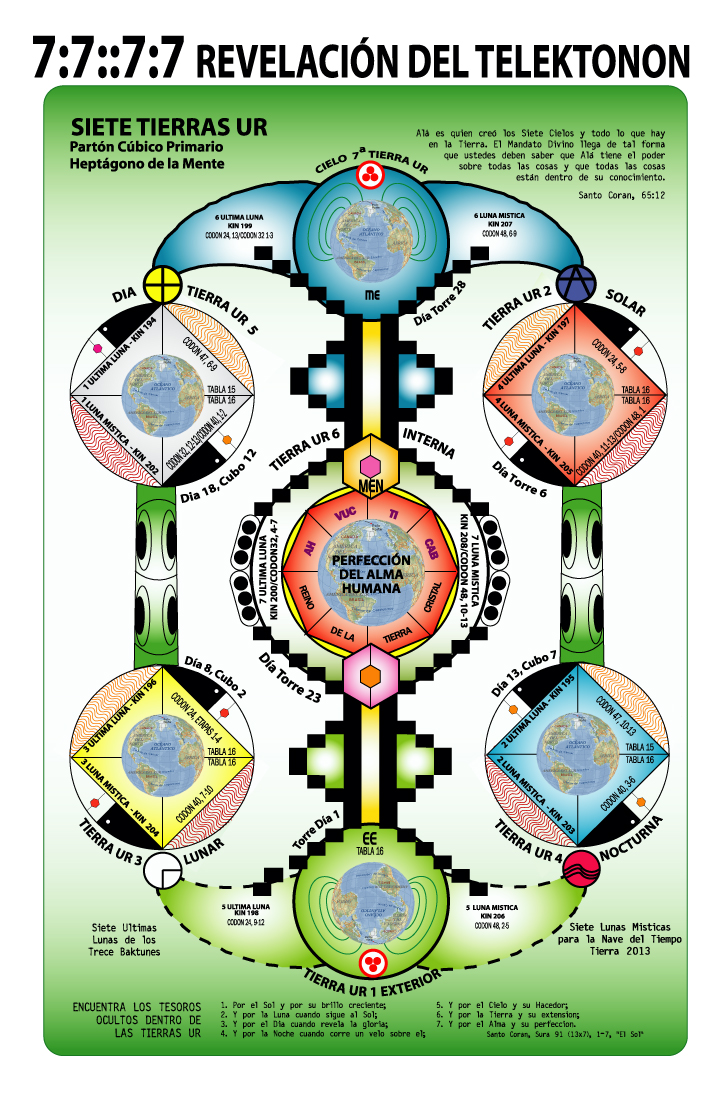 7:7::7:7 REVELACIÓN DEL TELEKTONON
SIETE TIERRAS UR
Partón Cúbico Primario
Heptágono de la Mente
Alá es quien creó los Siete Cielos y todo lo que hay
en la Tierra. El Mandato Divino llega de tal forma
que ustedes deben saber que Alá tiene el poder
sobre todas las cosas y que todas las cosas
están dentro de su conocimiento.
Santo Coran, 65:12
CIELO 7ª TIERRA UR
6 ULTIMA LUNA
KIN 199
CODON 24, 13/CODON 32 1-3
6 LUNA MISTICA
KIN 207
CODON 48, 6-9
ME
Día Torre 28
DIA
TIERRA UR 5
1 ULTIMA LUNA - KIN 194
CODON 47, 6-9
TABLA 15
TABLA 16
1 LUNA MISTICA - KIN 202
CODON 32, 12-13/CODON 40, 1-2
Día 18, Cubo 12
TIERRA UR 2
SOLAR
4 ULTIMA LUNA - KIN 197
CODON 24, 5-8
TABLA 16
TABLA 16
4 LUNA MISTICA - KIN 205
CODON 40, 11-13/CODON 48, 1
Día Torre 6
TIERRA UR 6
INTERNA
MEN
AH
VUC
TI
CAB
7 ULTIMA LUNA
KIN 200/CODON32, 4-7
PERFECCIÓN
DEL ALMA
HUMANA
7 LUNA MISTICA
KIN 208/CODON 48, 10-13
REINO
DE LA
TIERRA
CRISTAL
Día Torre 23
Día 8, Cubo 2
3 ULTIMA LUNA - KIN 196
CODON 24, ETAPAS 1-4
TABLA 16
TABLA 16
3 LUNA MISTICA - KIN 204
CODON 40, 7-10
TIERRA UR 3
LUNAR
Día 13, Cubo 7
2 ULTIMA LUNA - KIN 195
CODON 47, 10-13
TABLA 15
TABLA 16
2 LUNA MISTICA - KIN 203
CODON 40, 3-6
TIERRA UR 4
NOCTURNA
Torre Día 1
EE
TABLA 16
5 ULTIMA LUNA
KIN 198
CODON 24, 9-12
5 LUNA MISTICA
KIN 206
CODON 48, 2-5
TIERRA UR 1 EXTERIOR
Siete Ultimas
Lunas de los
Trece Baktunes
Siete Lunas Misticas
para la Nave del Tiempo
Tierra 2013
ENCUENTRA LOS TESOROS
OCULTOS DENTRO DE
LAS TIERRAS UR
1. Por el Sol y por su brillo creciente;
2. Y por la Luna cuando sigue al Sol;
3. Y por el Día cuando revela la gloria;
4. Y por la Noche cuando corre un velo sobre el;
5. Y por el Cielo y su Hacedor;
6. Y por la Tierra y su extension;
7. Y por el Alma y su perfeccion.
Santo Coran, Sura 91 (13x7), 1-7, "El Sol"